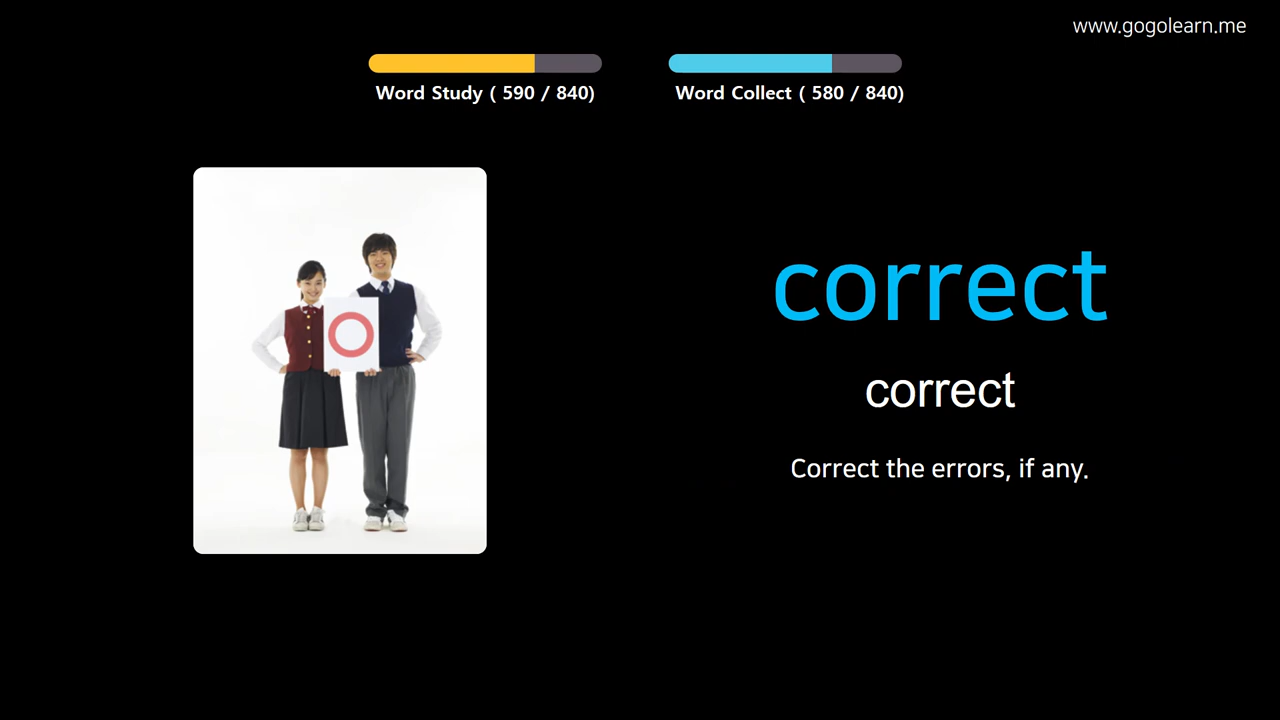 www.gogolearn.me
Word Study ( 590 / 840)
Word Collect ( 580 / 840)
correct
correct
Correct the errors, if any.